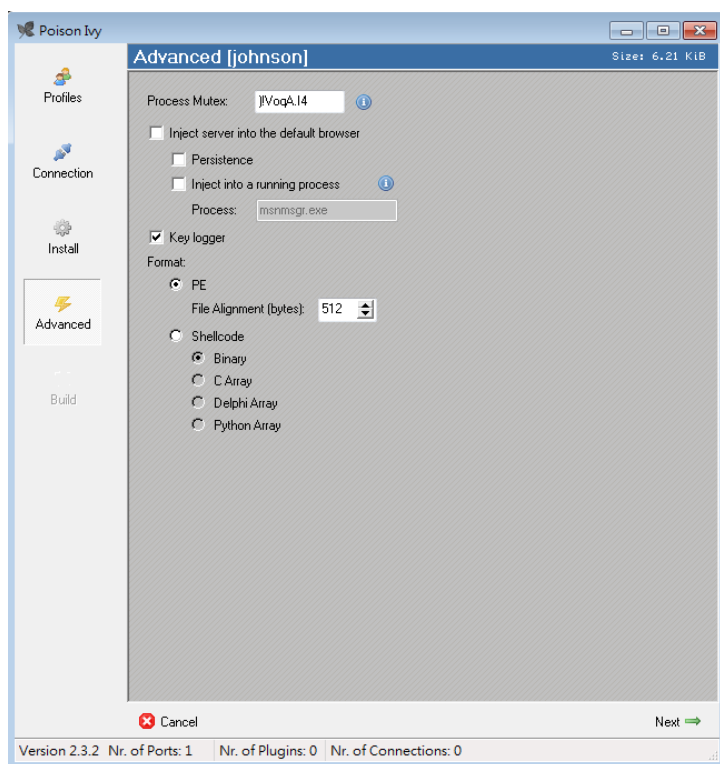 Poison Ivy
Advanced [johnson]
Size: 6.21 KiB
Profiles
Connection
Install
Advanced
Build
Process Mutex: )!VoqA.I4
Inject server into the default browser
Persistence
Inject into a running process
Process: msnmsgr.exe
Key logger
Format:
PE
File Alignment (bytes): 512
Shellcode
Binary
C Array
Delphi Array
Python Array
Cancel
Next
Version 2.3.2 Nr. of Ports: 1 Nr. of Plugins: 0 Nr. of Connections: 0